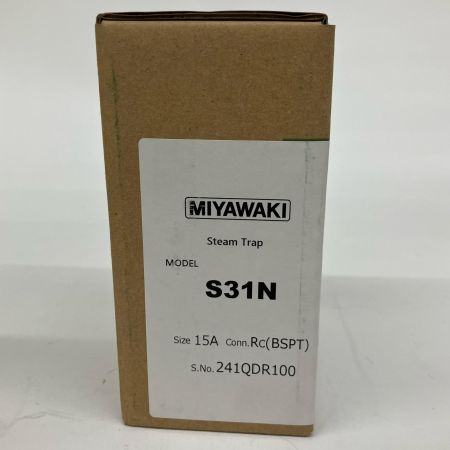 MIYAWAKI
Steam Trap
MODEL
S31N
Size 15A Conn. Rc(BSPT)
S.No. 241QDR100